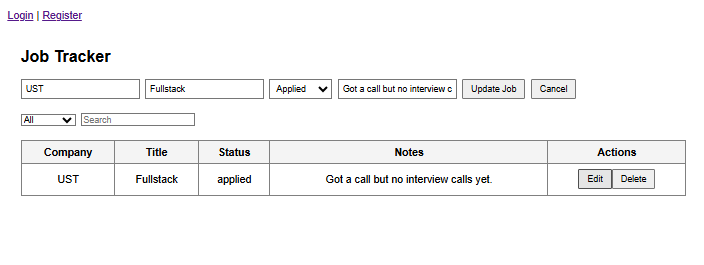 Login | Register
Job Tracker
UST Fullstack Applied Got a call but no interview c Update Job Cancel
All Search
Company Title Status Notes Actions
UST Fullstack applied Got a call but no interview calls yet. Edit Delete